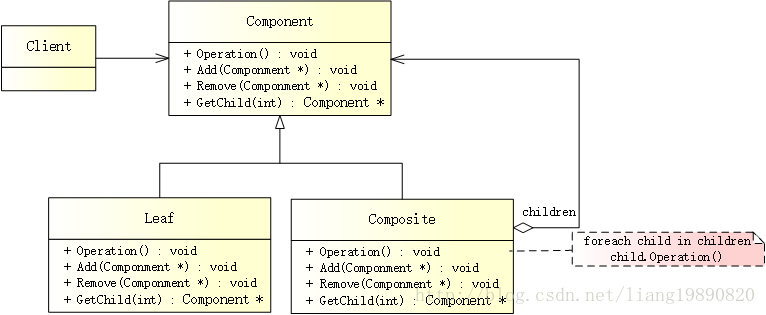 Component
Client
+ Operation() : void
+ Add(Componment *) : void
+ Remove(Componment *) : void
+ GetChild(int) : Component *
children
Leaf
+ Operation() : void
+ Add(Componment *) : void
+ Remove(Componment *) : void
+ GetChild(int) : Component *
Composite
+ Operation() : void
+ Add(Componment *) : void
+ Remove(Componment *) : void
+ GetChild(int) : Component *
foreach child in children
child.Operation()
http://blog.csdn.net/liang19890820